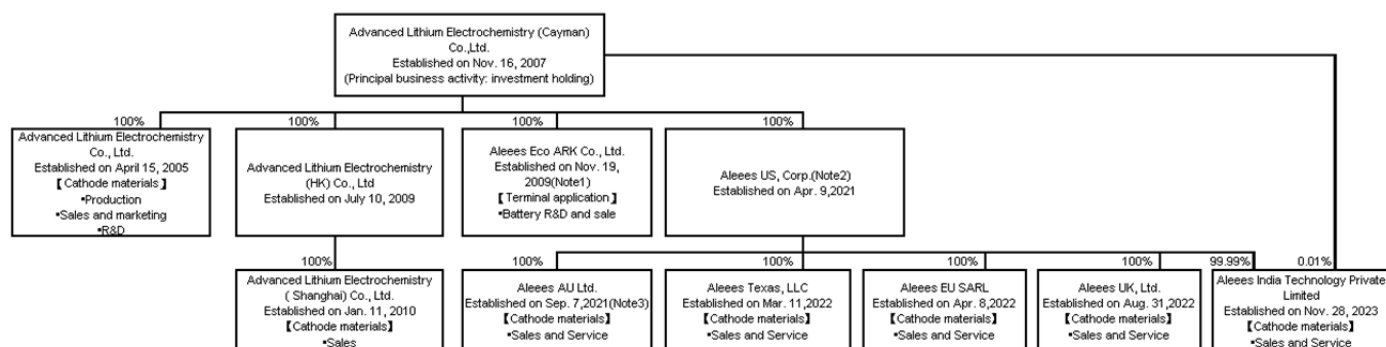 Advanced Lithium Electrochemistry (Cayman)
Co.,Ltd.
Established on Nov. 16, 2007
(Principal business activity: investment holding)
100%
100%
100%
100%
Advanced Lithium Electrochemistry
Co., Ltd.
Established on April 15, 2005
【Cathode materials】
•Production
•Sales and marketing
•R&D
Advanced Lithium Electrochemistry
(HK) Co., Ltd
Established on July 10, 2009
Aleees Eco ARK Co., Ltd.
Established on Nov. 19,
2009(Note1)
【Terminal application】
•Battery R&D and sale
Aleees US, Corp.(Note2)
Established on Apr. 9,2021
100%
100%
100%
100%
100%
99.99%
0.01%
Advanced Lithium Electrochemistry
( Shanghai) Co., Ltd.
Established on Jan. 11, 2010
【Cathode materials】
•Sales
Aleees AU Ltd.
Established on Sep. 7,2021(Note3)
【Cathode materials】
•Sales and Service
Aleees Texas, LLC
Established on Mar. 11,2022
【Cathode materials】
•Sales and Service
Aleees EU SARL
Established on Apr. 8,2022
【Cathode materials】
•Sales and Service
Aleees UK, Ltd.
Established on Aug. 31,2022
【Cathode materials】
•Sales and Service
Aleees India Technology Private
Limited
Established on Nov. 28, 2023
【Cathode materials】
•Sales and Service